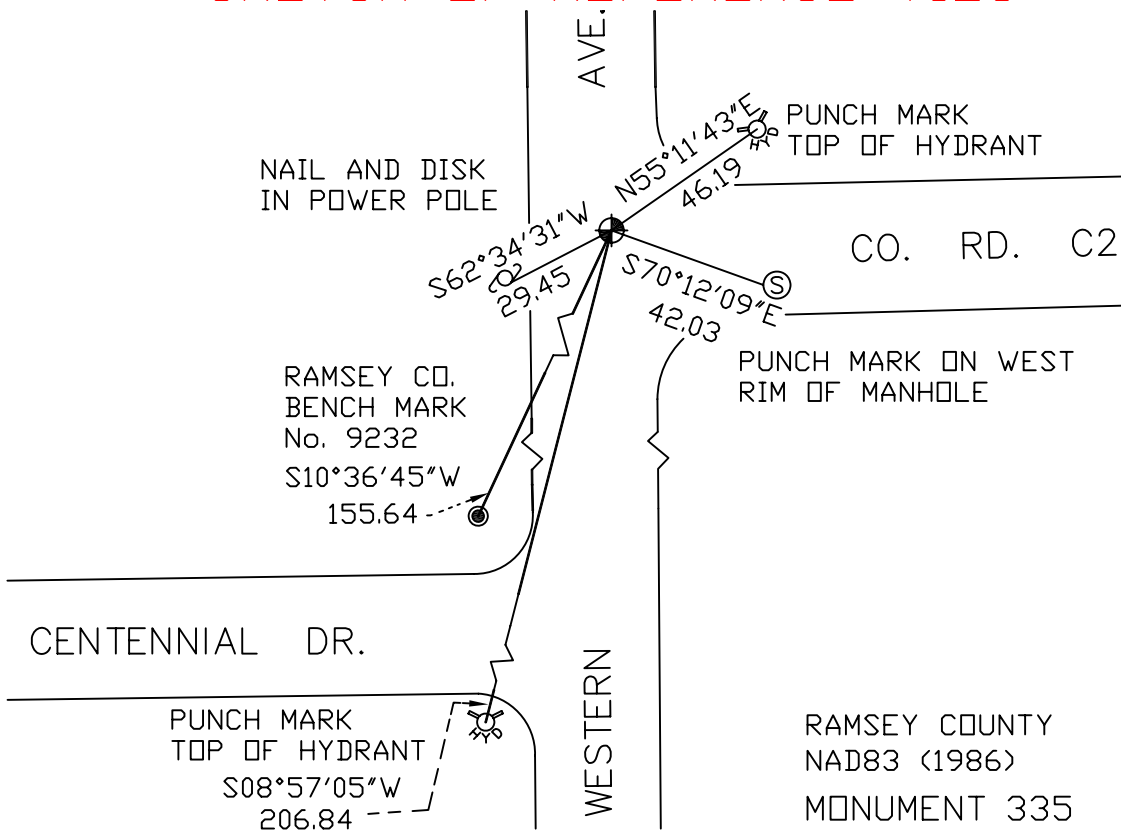 AVE.
PUNCH MARK
TOP OF HYDRANT
HYD
N55°11'43"E
46.19
NAIL AND DISK
IN POWER POLE
S62°34'31"W
29.45
CO. RD. C2
S70°12'09"E
42.03
S
PUNCH MARK ON WEST
RIM OF MANHOLE
RAMSEY CO.
BENCH MARK
No. 9232
S10°36'45"W
155.64
CENTENNIAL DR.
WESTERN
PUNCH MARK
TOP OF HYDRANT
HYD
S08°57'05"W
206.84
RAMSEY COUNTY
NAD83 (1986)
MONUMENT 335